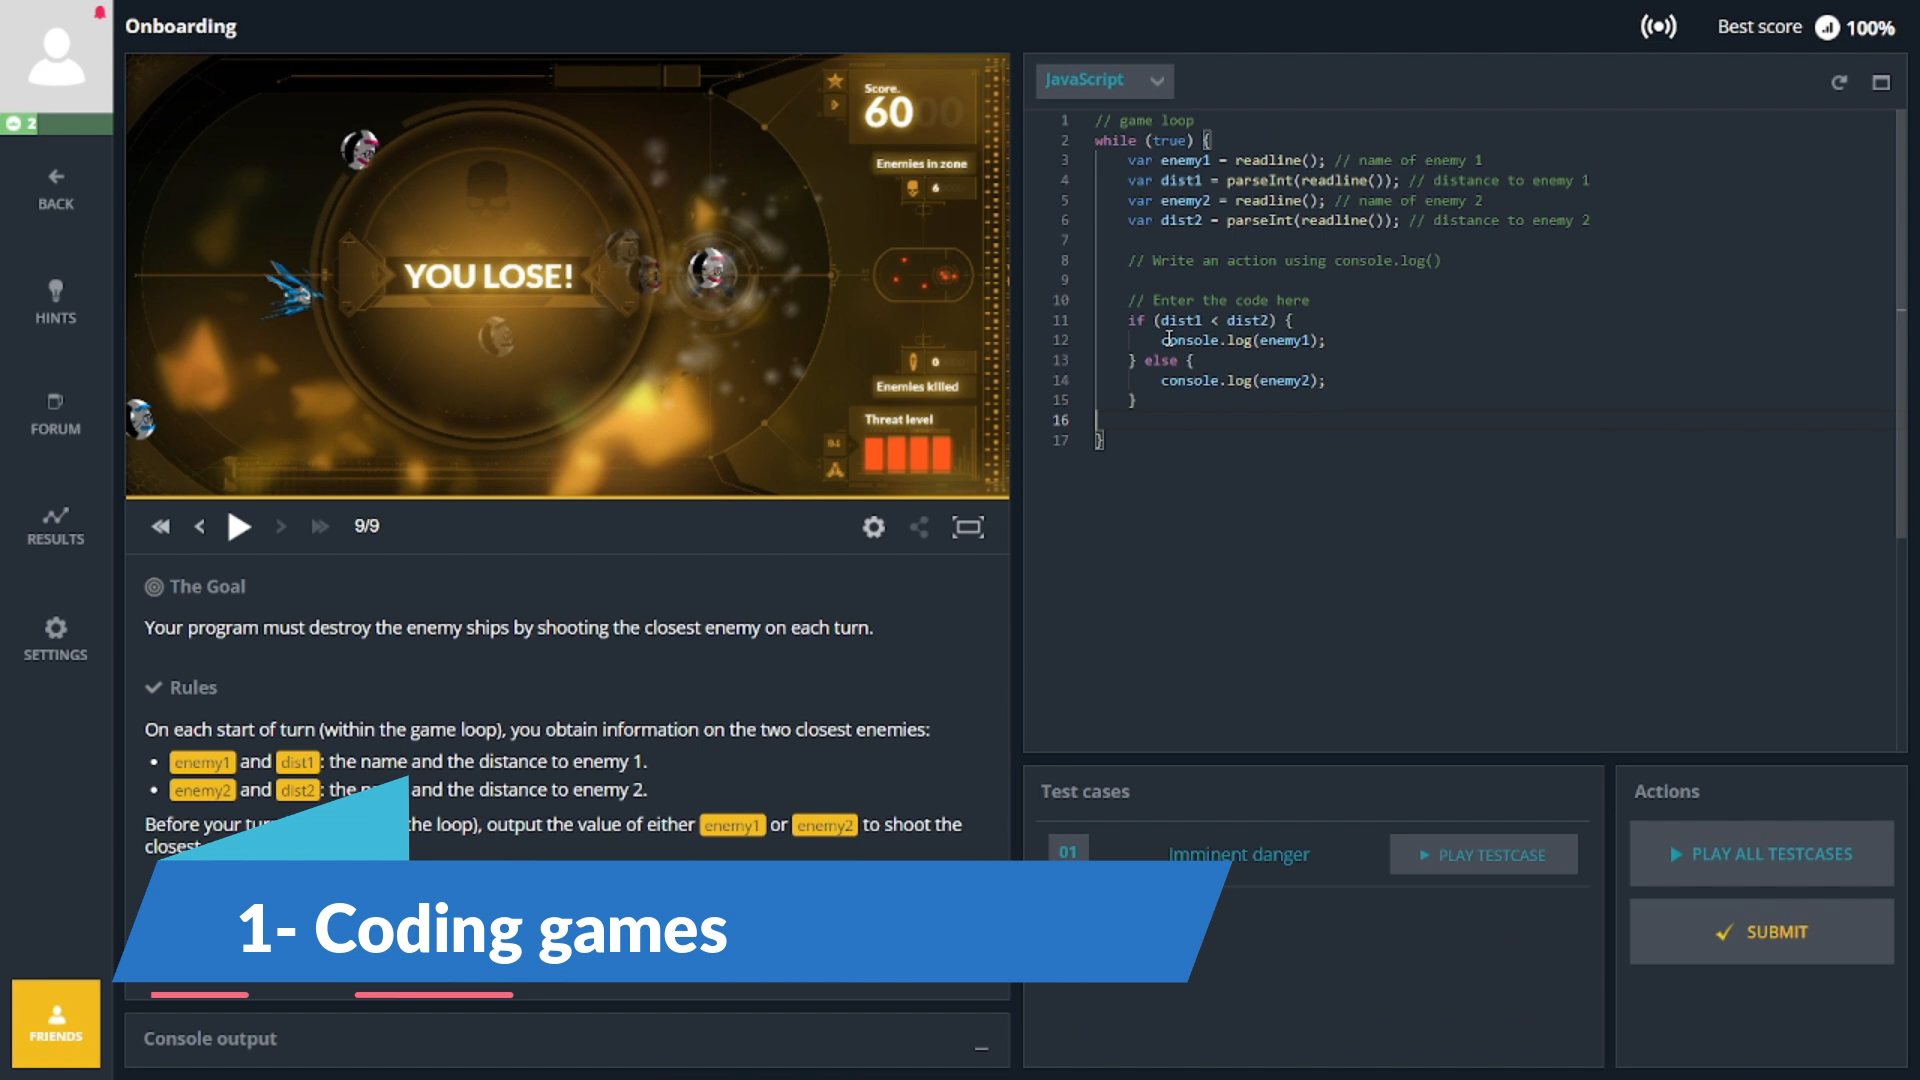 Onboarding
Best score 100%
2
BACK
HINTS
FORUM
RESULTS
SETTINGS
FRIENDS
Score.
60
Enemies in zone
6
YOU LOSE!
0
Enemies killed
Threat level
9/9
The Goal
Your program must destroy the enemy ships by shooting the closest enemy on each turn.
Rules
On each start of turn (within the game loop), you obtain information on the two closest enemies:
• enemy1 and dist1: the name and the distance to enemy 1.
• enemy2 and dist2: the and the distance to enemy 2.
Before your the loop), output the value of either enemy1 or enemy2 to shoot the
closest
1- Coding games
Console output
JavaScript
1 // game loop
2 while (true) {
3 var enemy1 = readline(); // name of enemy 1
4 var dist1 = parseInt(readline()); // distance to enemy 1
5 var enemy2 = readline(); // name of enemy 2
6 var dist2 = parseInt(readline()); // distance to enemy 2
7
8 // Write an action using console.log()
9
10 // Enter the code here
11 if (dist1 < dist2) {
12 console.log(enemy1);
13 } else {
14 console.log(enemy2);
15 }
16
17 }
Test cases
01 Imminent danger PLAY TESTCASE
Actions
PLAY ALL TESTCASES
SUBMIT